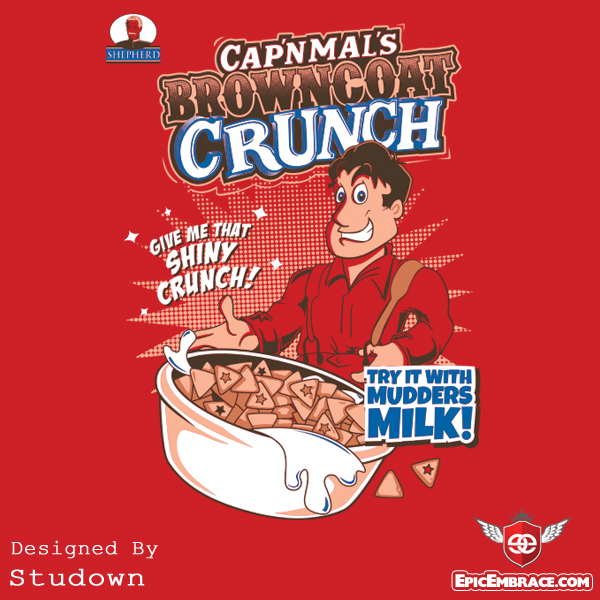 SHEPHERD
CAP'N MAL'S
BROWNCOAT
CRUNCH
GIVE ME THAT
SHINY
CRUNCH!
TRY IT WITH
MUDDERS
MILK!
Designed By
Studown
EPICEMBRACE.COM